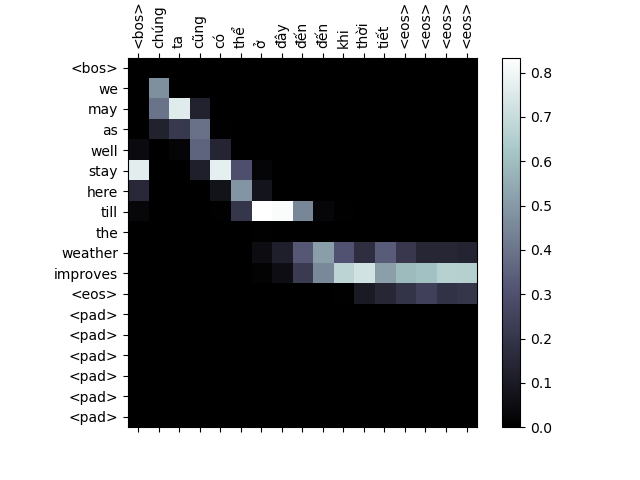 <bos> chúng ta cũng có thể ở đây đến đến khi thời tiết <eos> <eos> <eos> <eos>
<bos>
we
may
as
well
stay
here
till
the
weather
improves
<eos>
<pad>
<pad>
<pad>
<pad>
<pad>
<pad>
0.8
0.7
0.6
0.5
0.4
0.3
0.2
0.1
0.0